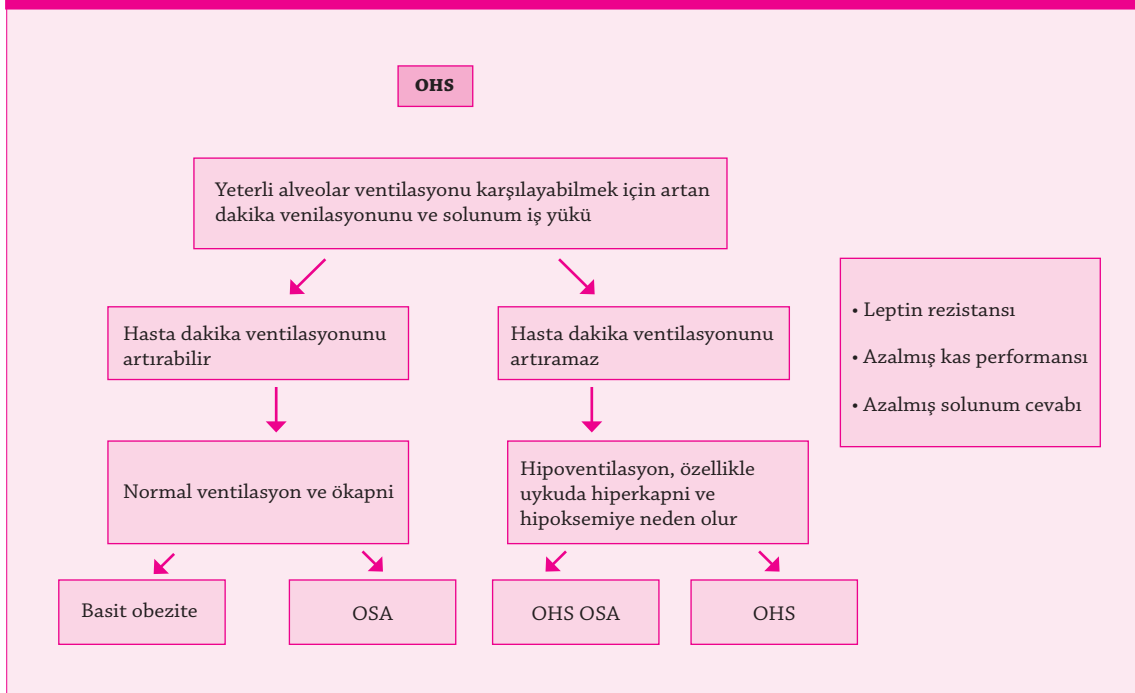 OHS
Yeterli alveolar ventilasyonu karşılayabilmek için artan
dakika venilasyonunu ve solunum iş yükü
Hasta dakika ventilasyonunu
artırabilir
Hasta dakika ventilasyonunu
artıramaz
• Leptin rezistansı
• Azalmış kas performansı
• Azalmış solunum cevabı
Normal ventilasyon ve ökapni
Hipoventilasyon, özellikle
uykuda hiperkapni ve
hipoksemiye neden olur
Basit obezite
OSA
OHS OSA
OHS